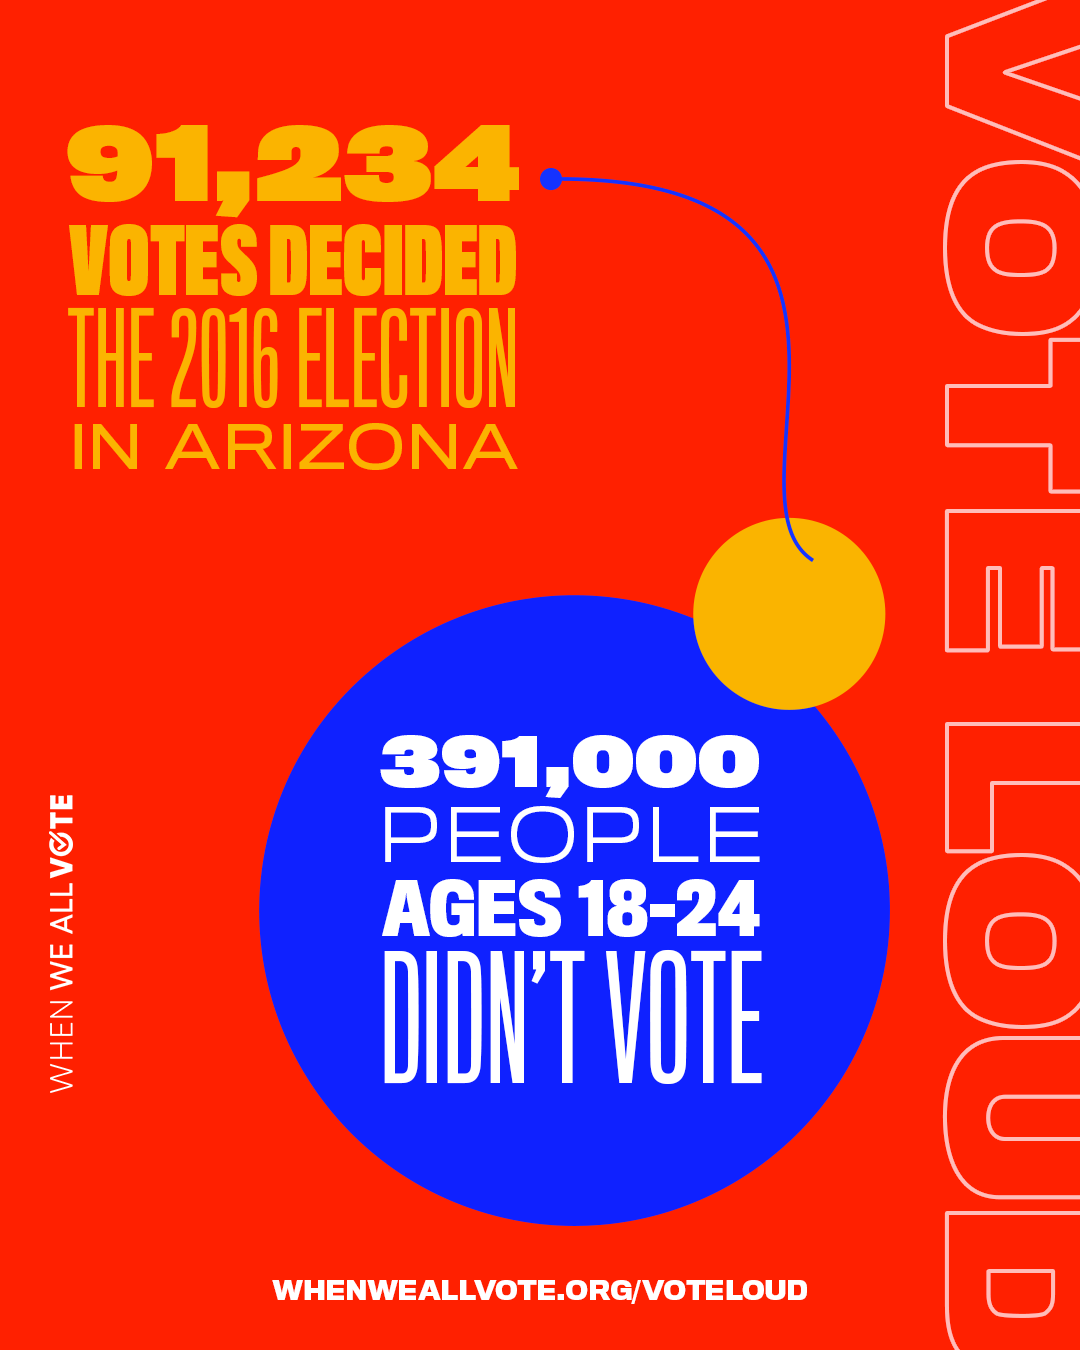 91,234
VOTES DECIDED
THE 2016 ELECTION
IN ARIZONA
391,000
PEOPLE
AGES 18-24
DIDN'T VOTE
WHEN WE ALL VOTE
WHENWEALLVOTE.ORG/VOTELOUD
VOTE LOUD